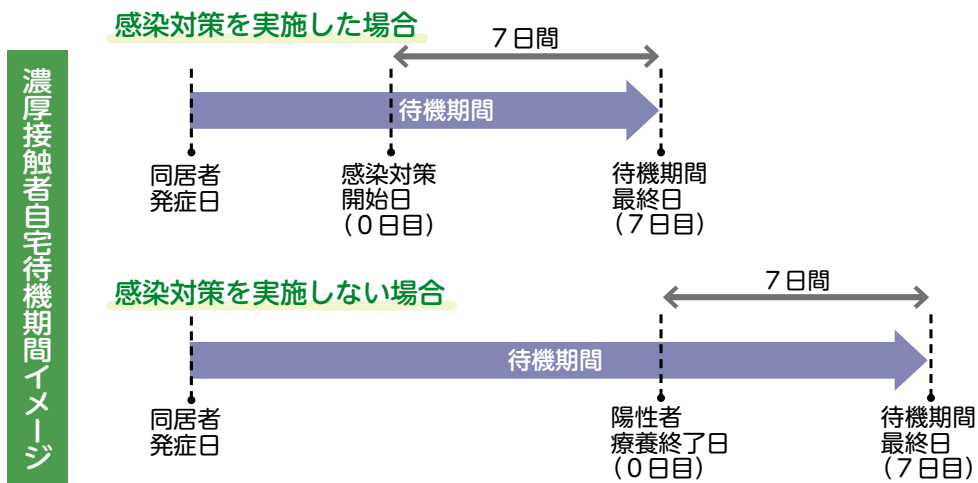 濃厚接触者自宅待機期間イメージ
感染対策を実施した場合
７日間
待機期間
同居者
発症日
感染対策
開始日
（０日目）
待機期間
最終日
（７日目）
感染対策を実施しない場合
７日間
待機期間
同居者
発症日
陽性者
療養終了日
（０日目）
待機期間
最終日
（７日目）